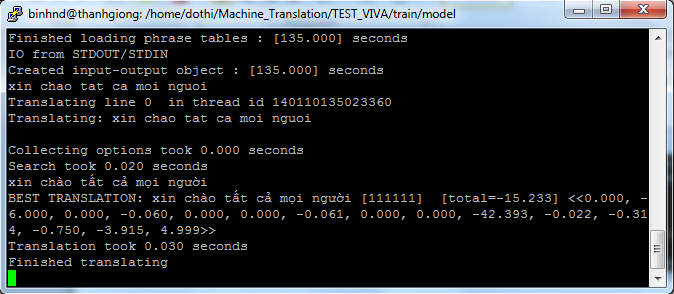 binhnd@thanhgiong: /home/dothi/Machine_Translation/TEST_VIVA/train/model
Finished loading phrase tables : [135.000] seconds
IO from STDOUT/STDIN
Created input-output object : [135.000] seconds
xin chao tat ca moi nguoi
Translating line 0  in thread id 140110135023360
Translating: xin chao tat ca moi nguoi
Collecting options took 0.000 seconds
Search took 0.020 seconds
xin chào tất cả mọi người
BEST TRANSLATION: xin chào tất cả mọi người [111111]  [total=-15.233] <<0.000, -
6.000, 0.000, -0.060, 0.000, 0.000, -0.061, 0.000, 0.000, -42.393, -0.022, -0.31
4, -0.750, -3.915, 4.999>>
Translation took 0.030 seconds
Finished translating